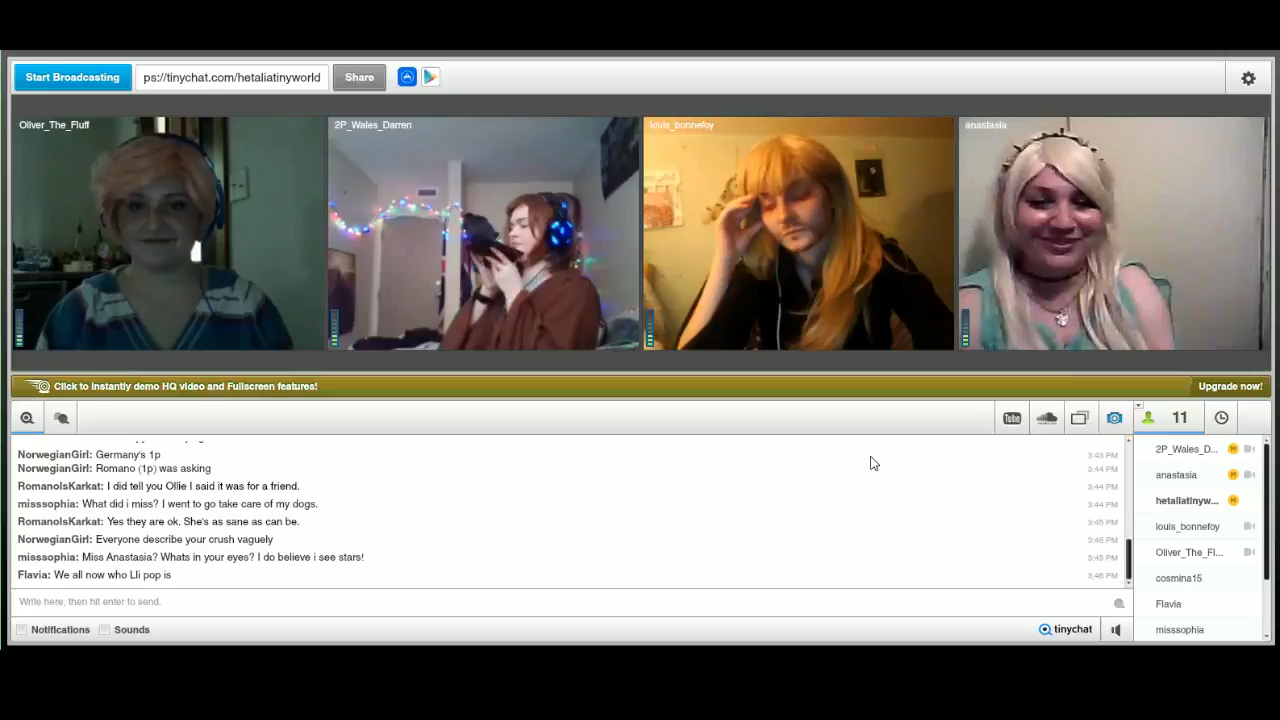 Start Broadcasting
ps://tinychat.com/hetaliatinyworld
Share
Oliver_The_Fluff
2P_Wales_Darren
louis_bonnefoy
anastasia
Click to instantly demo HQ video and Fullscreen features!
Upgrade now!
You Tube
11
NorwegianGirl: Germany's 1p 3:43 PM
NorwegianGirl: Romano (1p) was asking 3:44 PM
RomanoIsKarkat: I did tell you Ollie I said it was for a friend. 3:44 PM
misssophia: What did i miss? I went to go take care of my dogs. 3:44 PM
RomanoIsKarkat: Yes they are ok. She's as sane as can be. 3:45 PM
NorwegianGirl: Everyone describe your crush vaguely 3:45 PM
misssophia: Miss Anastasia? Whats in your eyes? I do believe i see stars! 3:45 PM
Flavia: We all now who Lli pop is 3:46 PM
Write here, then hit enter to send.
Notifications
Sounds
tinychat
2P_Wales_D... M
anastasia M
hetaliatinyw... M
louis_bonnefoy
Oliver_The_Fl...
cosmina15
Flavia
misssophia